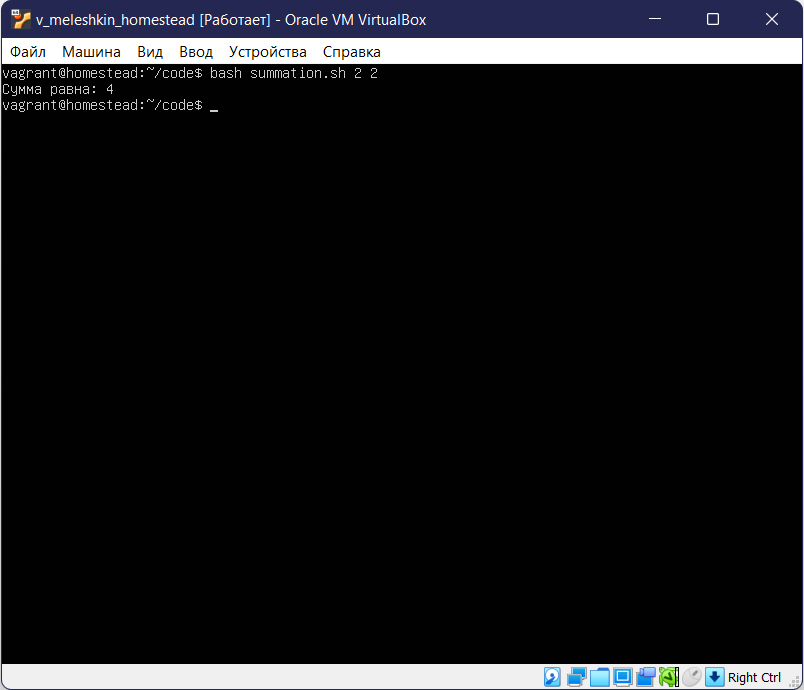 v_meleshkin_homestead [Работает] - Oracle VM VirtualBox
Файл Машина Вид Ввод Устройства Справка
vagrant@homestead:~/code$ bash summation.sh 2 2
Сумма равна: 4
vagrant@homestead:~/code$ _
Right Ctrl